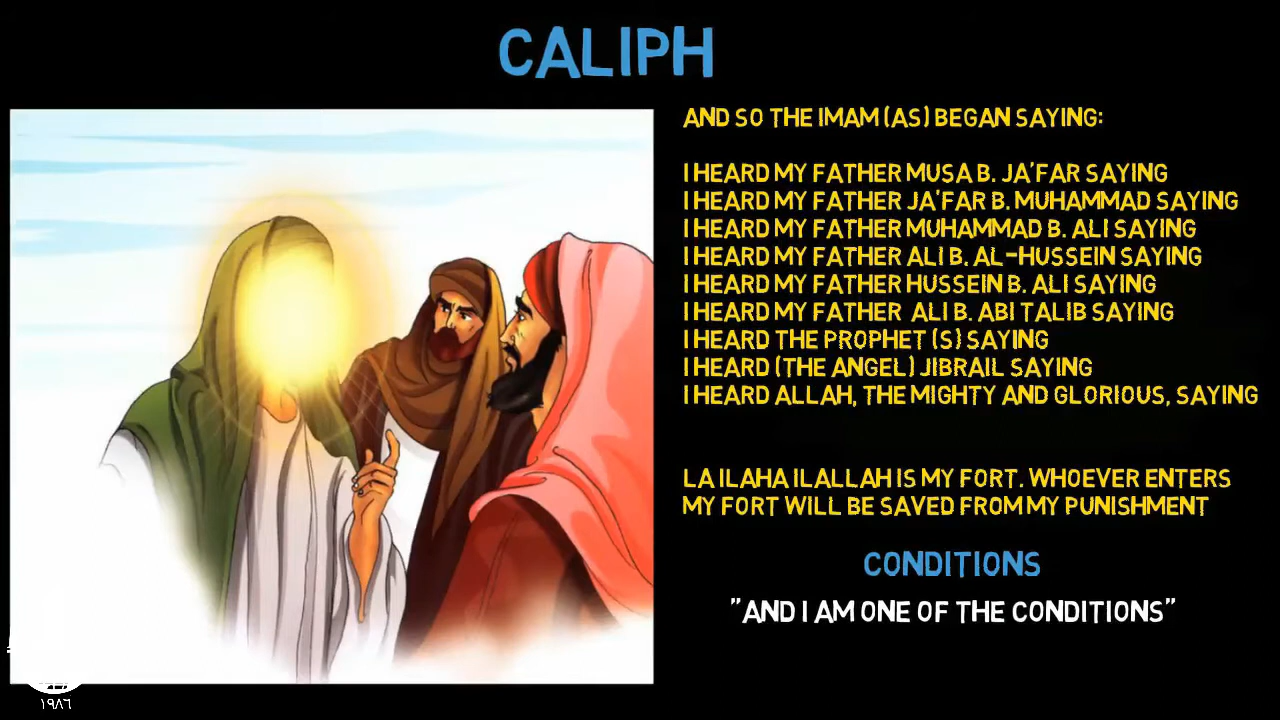 CALIPH
AND SO THE IMAM (AS) BEGAN SAYING:
I HEARD MY FATHER MUSA B. JA'FAR SAYING
I HEARD MY FATHER JA'FAR B. MUHAMMAD SAYING
I HEARD MY FATHER MUHAMMAD B. ALI SAYING
I HEARD MY FATHER ALI B. AL-HUSSEIN SAYING
I HEARD MY FATHER HUSSEIN B. ALI SAYING
I HEARD MY FATHER ALI B. ABI TALIB SAYING
I HEARD THE PROPHET (S) SAYING
I HEARD (THE ANGEL) JIBRAIL SAYING
I HEARD ALLAH, THE MIGHTY AND GLORIOUS, SAYING
LA ILAHA ILALLAH IS MY FORT. WHOEVER ENTERS
MY FORT WILL BE SAVED FROM MY PUNISHMENT
CONDITIONS
"AND I AM ONE OF THE CONDITIONS"
١٩٨٦